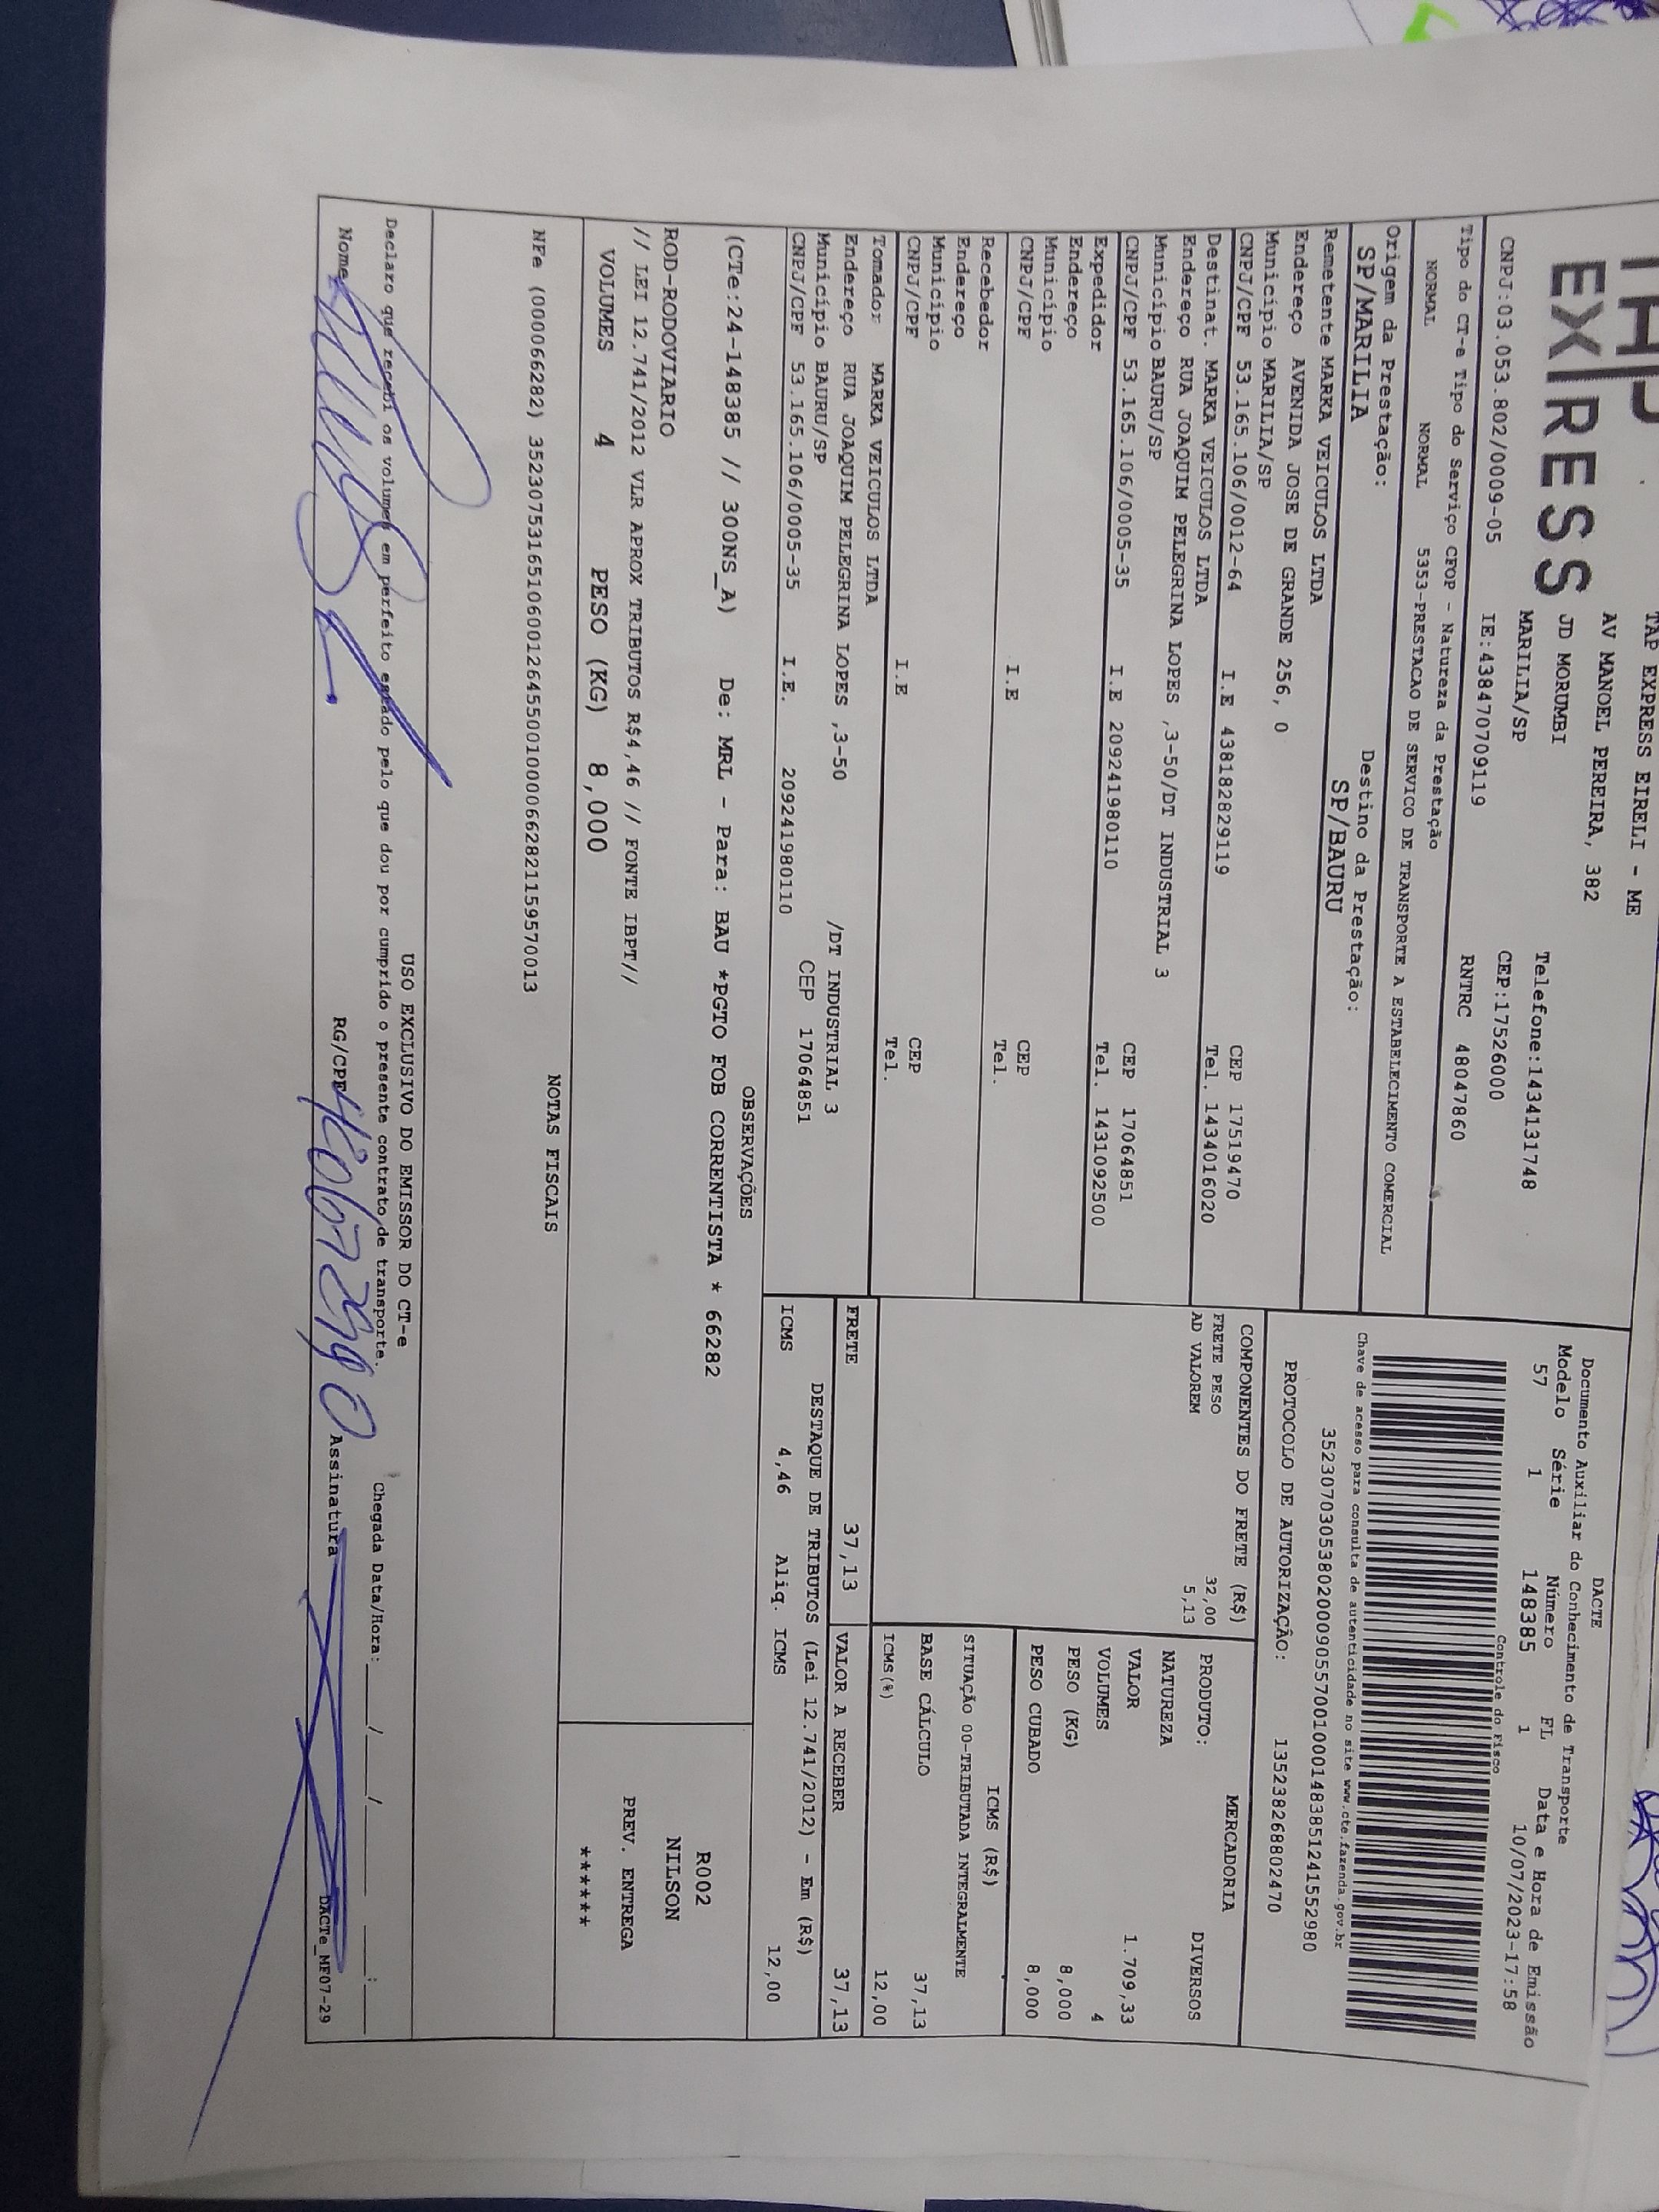 TAP
EXPRESS
TAP EXPRESS EIRELI - ME
AV MANOEL PEREIRA, 382
JD MORUMBI
MARILIA/SP
Telefone:1434131748
CEP:17526000
CNPJ:03.053.802/0009-05 IE:438470709119 RNTRC 48047860
DACTE
Documento Auxiliar do Conhecimento de Transporte
Modelo Série Número FL Data e Hora de Emissão
57 1 148385 1 10/07/2023-17:58
Controle do Fisco
Chave de acesso para consulta de autenticidade no site www.cte.fazenda.gov.br
35230703053802000905570010001483851241552980
PROTOCOLO DE AUTORIZAÇÃO: 135238268802470
Tipo do CT-e Tipo do Serviço CFOP - Natureza da Prestação
NORMAL NORMAL 5353-PRESTACAO DE SERVICO DE TRANSPORTE A ESTABELECIMENTO COMERCIAL
Origem da Prestação: Destino da Prestação:
SP/MARILIA SP/BAURU
Remetente MARKA VEICULOS LTDA
Endereço AVENIDA JOSE DE GRANDE 256, 0
Município MARILIA/SP CEP 17519470
CNPJ/CPF 53.165.106/0012-64 I.E 438182829119 Tel. 1434016020
Destinat. MARKA VEICULOS LTDA
Endereço RUA JOAQUIM PELEGRINA LOPES ,3-50/DT INDUSTRIAL 3
Município BAURU/SP CEP 17064851
CNPJ/CPF 53.165.106/0005-35 I.E 209241980110 Tel. 1431092500
Expedidor
Endereço
Município CEP
CNPJ/CPF I.E Tel.
Recebedor
Endereço
Município CEP
CNPJ/CPF I.E Tel.
Tomador MARKA VEICULOS LTDA
Endereço RUA JOAQUIM PELEGRINA LOPES ,3-50 /DT INDUSTRIAL 3
Município BAURU/SP CEP 17064851
CNPJ/CPF 53.165.106/0005-35 I.E. 209241980110
COMPONENTES DO FRETE (R$)
FRETE PESO 32,00
AD VALOREM 5,13
MERCADORIA
PRODUTO: DIVERSOS
NATUREZA
VALOR 1.709,33
VOLUMES 4
PESO (KG) 8,000
PESO CUBADO 8,000
ICMS (R$)
SITUAÇÃO 00-TRIBUTADA INTEGRALMENTE
BASE CÁLCULO 37,13
ICMS(%) 12,00
FRETE 37,13 VALOR A RECEBER 37,13
DESTAQUE DE TRIBUTOS (Lei 12.741/2012) - Em (R$)
ICMS 4,46 Aliq. ICMS 12,00
OBSERVAÇÕES
(CTe:24-148385 // 300NS_A) De: MRL - Para: BAU *PGTO FOB CORRENTISTA * 66282
ROD-RODOVIARIO
// LEI 12.741/2012 VLR APROX TRIBUTOS R$4,46 // FONTE IBPT//
VOLUMES 4 PESO (KG) 8,000
R002
NILSON
PREV. ENTREGA
******
NOTAS FISCAIS
NFe (000066282) 35230753165106001264550010000662821159570013
USO EXCLUSIVO DO EMISSOR DO CT-e
Declaro que recebi os volumes em perfeito estado pelo que dou por cumprido o presente contrato de transporte. Chegada Data/Hora:____/____/____ ____:____
Nome RG/CPF Assinatura
DACTe_MF07-29